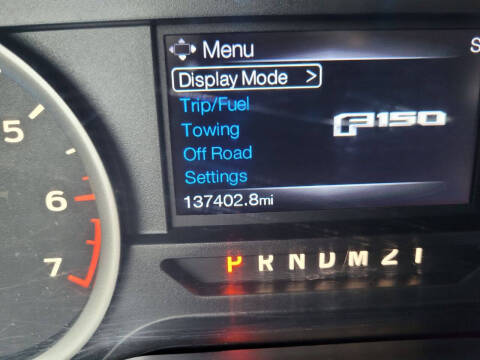 Menu
S
Display Mode >
Trip/Fuel
Towing
Off Road
Settings
F150
137402.8mi
5
6
7
P R N D M 2 1